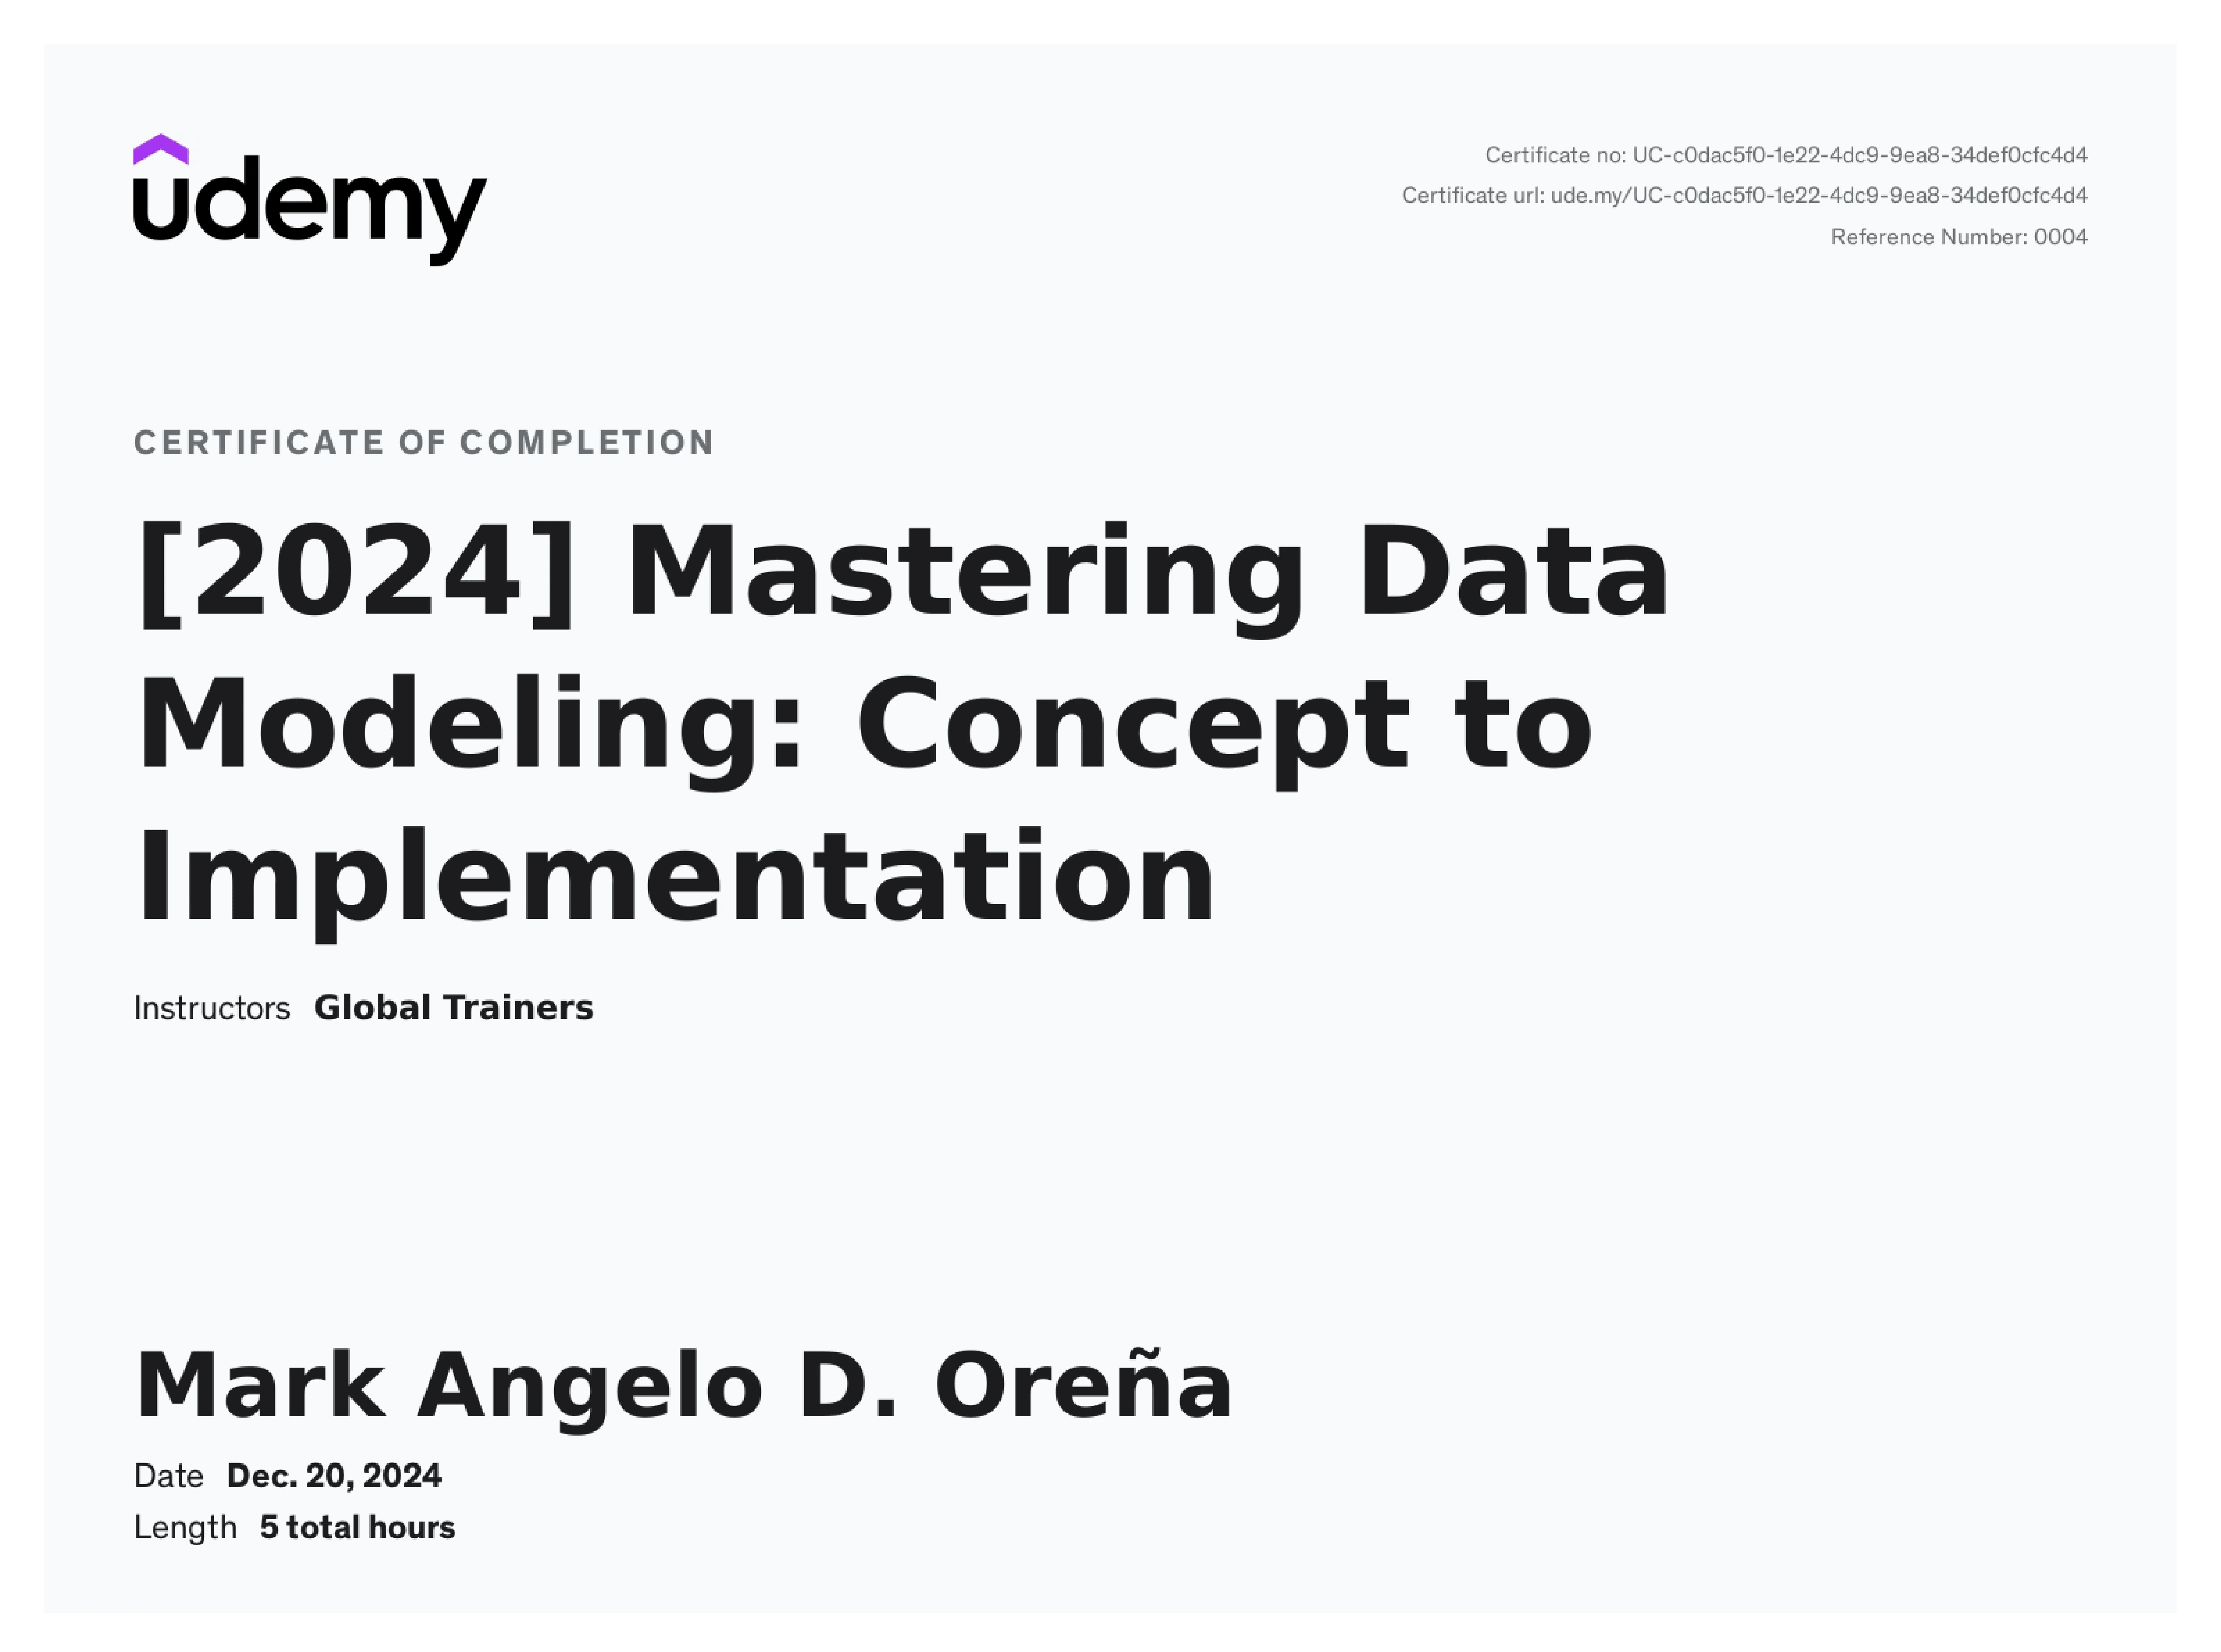 udemy
Certificate no: UC-c0dac5f0-1e22-4dc9-9ea8-34def0cfc4d4
Certificate url: ude.my/UC-c0dac5f0-1e22-4dc9-9ea8-34def0cfc4d4
Reference Number: 0004
CERTIFICATE OF COMPLETION
[2024] Mastering Data
Modeling: Concept to
Implementation
Instructors Global Trainers
Mark Angelo D. Oreña
Date Dec. 20, 2024
Length 5 total hours